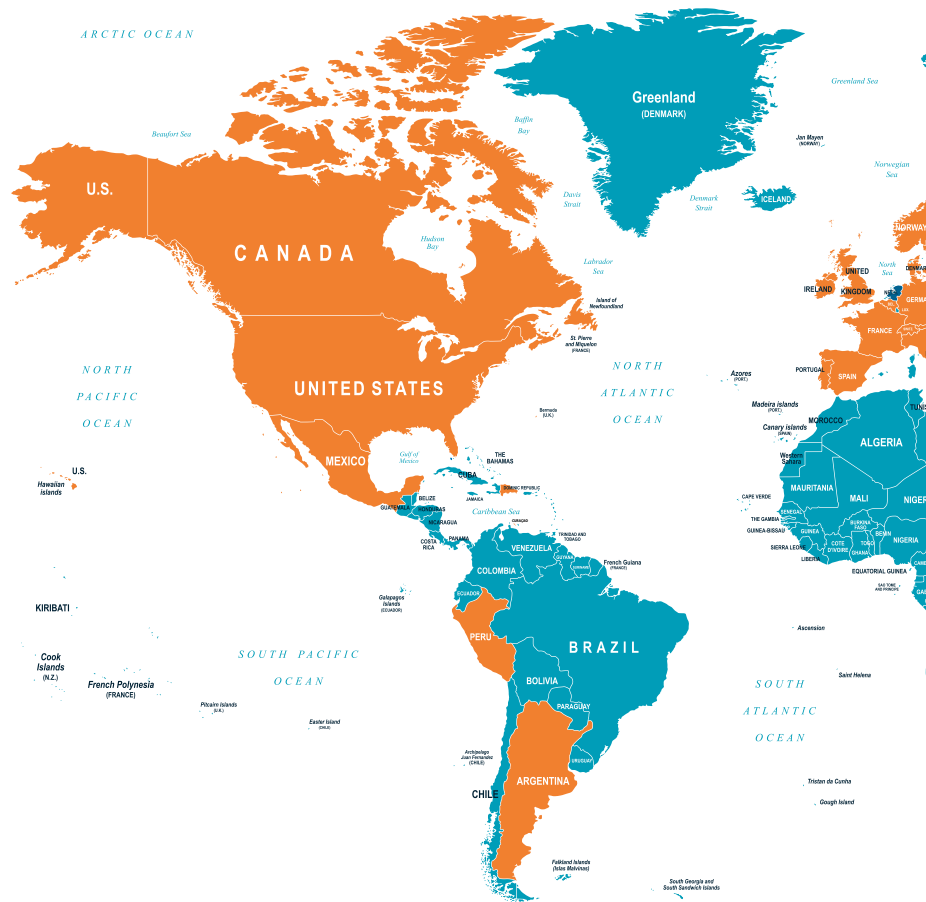 ARCTIC OCEAN
Greenland Sea
Greenland
(DENMARK)
Beaufort Sea
Baffin
Bay
Jan Mayen
(NORWAY)
Norwegian
Sea
U.S.
Davis
Strait
Denmark
Strait
ICELAND
NORWAY
CANADA
Hudson
Bay
Labrador
Sea
North
Sea
DENMAR
UNITED
KINGDOM
IRELAND
GERMA
Island of
Newfoundland
FRANCE
St. Pierre
and Miquelon
(FRANCE)
NORTH
PACIFIC
OCEAN
NORTH
ATLANTIC
OCEAN
UNITED STATES
Azores
(PORT.)
PORTUGAL
SPAIN
Bermuda
(U.K.)
Madeira islands
(PORT.)
Canary islands
(SPAIN)
MOROCCO
TUNIS
ALGERIA
Western
Sahara
MEXICO
Gulf of
Mexico
THE
BAHAMAS
CUBA
U.S.
Hawaiian
islands
DOMINIC REPUBLIC
JAMAICA
BELIZE
GUATEMALA
HONDURAS
NICARAGUA
Caribbean Sea
CURAÇAO
COSTA
RICA
PANAMA
TRINIDAD AND
TOBAGO
MAURITANIA
MALI
NIGER
CAPE VERDE
SENEGAL
THE GAMBIA
GUINEA-BISSAU
GUINEA
BURKINA
FASO
BENIN
NIGERIA
SIERRA LEONE
COTE
D'IVOIRE
TOGO
GHANA
LIBERIA
VENEZUELA
GUYANA
SURINAME
French Guiana
(FRANCE)
COLOMBIA
EQUATORIAL GUINEA
CAME
SAO TOME
AND PRINCIPE
GAB
ECUADOR
Galapagos
Islands
(ECUADOR)
KIRIBATI
PERU
BRAZIL
Ascension
Cook
Islands
(N.Z.)
SOUTH PACIFIC
OCEAN
French Polynesia
(FRANCE)
BOLIVIA
Saint Helena
SOUTH
ATLANTIC
OCEAN
Pitcairn Islands
(U.K.)
Easter Island
(CHILE)
PARAGUAY
Archipelago
Juan Fernandez
(CHILE)
URUGUAY
ARGENTINA
CHILE
Tristan da Cunha
Gough Island
Falkland Islands
(Islas Malvinas)
South Georgia and
South Sandwich Islands